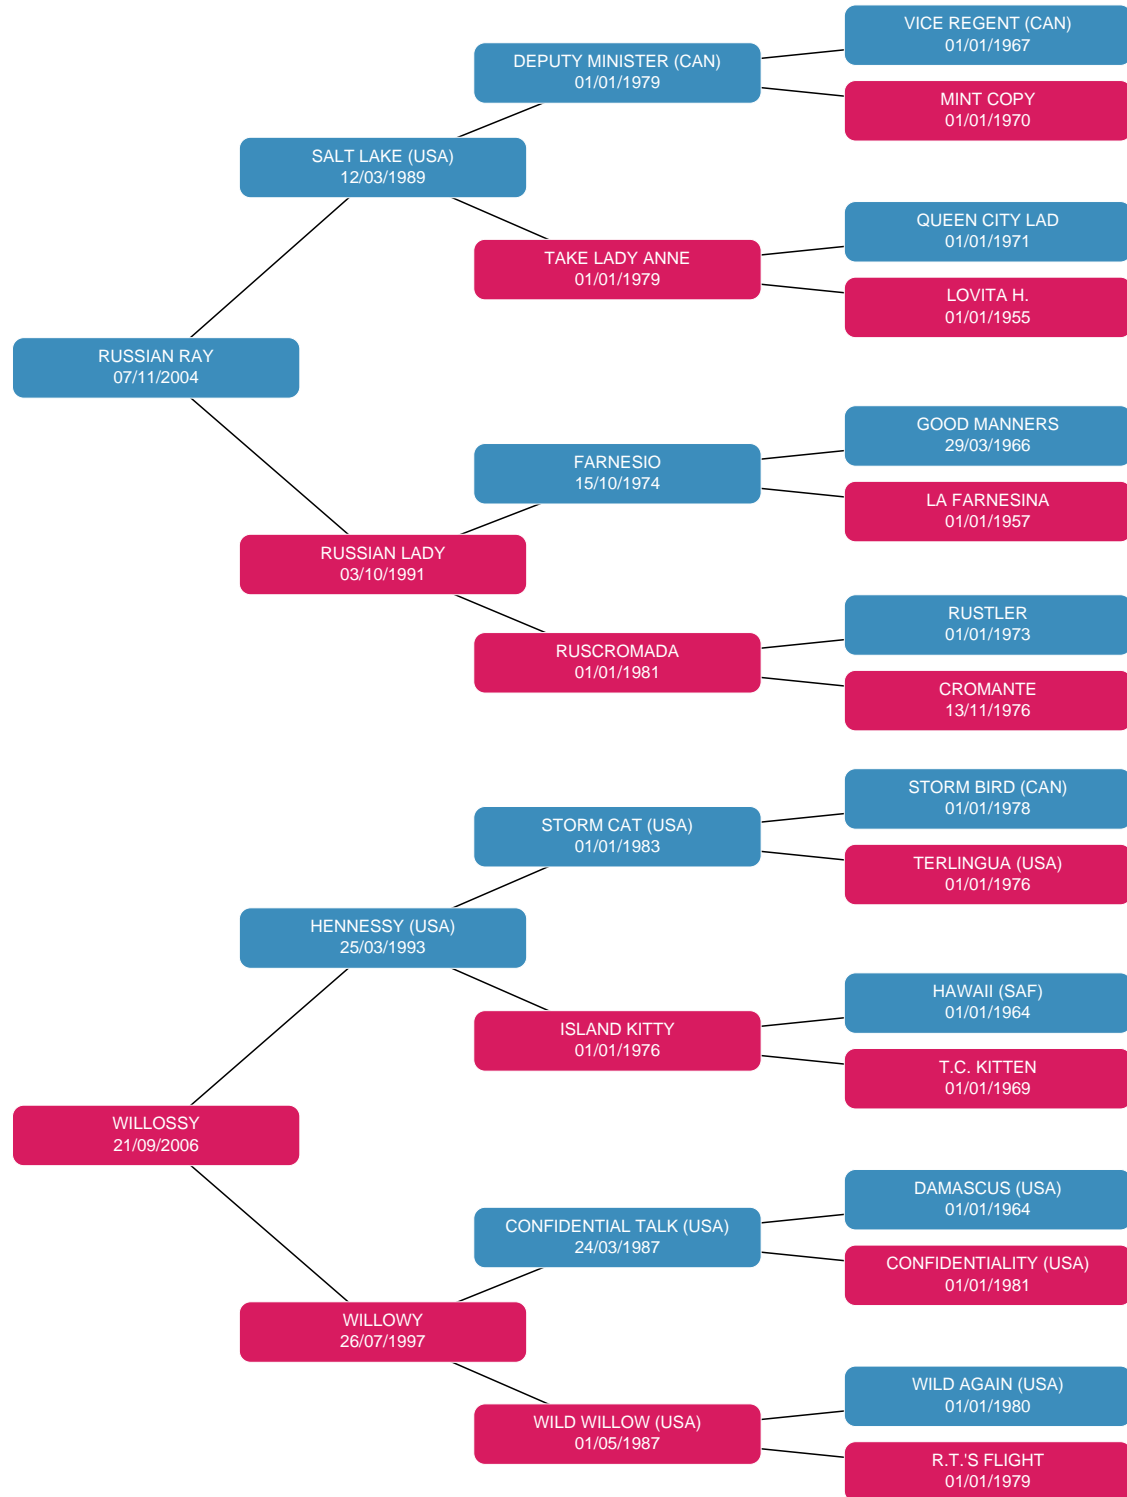 VICE REGENT (CAN)
01/01/1967
DEPUTY MINISTER (CAN)
01/01/1979
MINT COPY
01/01/1970
SALT LAKE (USA)
12/03/1989
QUEEN CITY LAD
01/01/1971
TAKE LADY ANNE
01/01/1979
LOVITA H.
01/01/1955
RUSSIAN RAY
07/11/2004
GOOD MANNERS
29/03/1966
FARNESIO
15/10/1974
LA FARNESINA
01/01/1957
RUSSIAN LADY
03/10/1991
RUSTLER
01/01/1973
RUSCROMADA
01/01/1981
CROMANTE
13/11/1976
STORM BIRD (CAN)
01/01/1978
STORM CAT (USA)
01/01/1983
TERLINGUA (USA)
01/01/1976
HENNESSY (USA)
25/03/1993
HAWAII (SAF)
01/01/1964
ISLAND KITTY
01/01/1976
T.C. KITTEN
01/01/1969
WILLOSSY
21/09/2006
DAMASCUS (USA)
01/01/1964
CONFIDENTIAL TALK (USA)
24/03/1987
CONFIDENTIALITY (USA)
01/01/1981
WILLOWY
26/07/1997
WILD AGAIN (USA)
01/01/1980
WILD WILLOW (USA)
01/05/1987
R.T.'S FLIGHT
01/01/1979